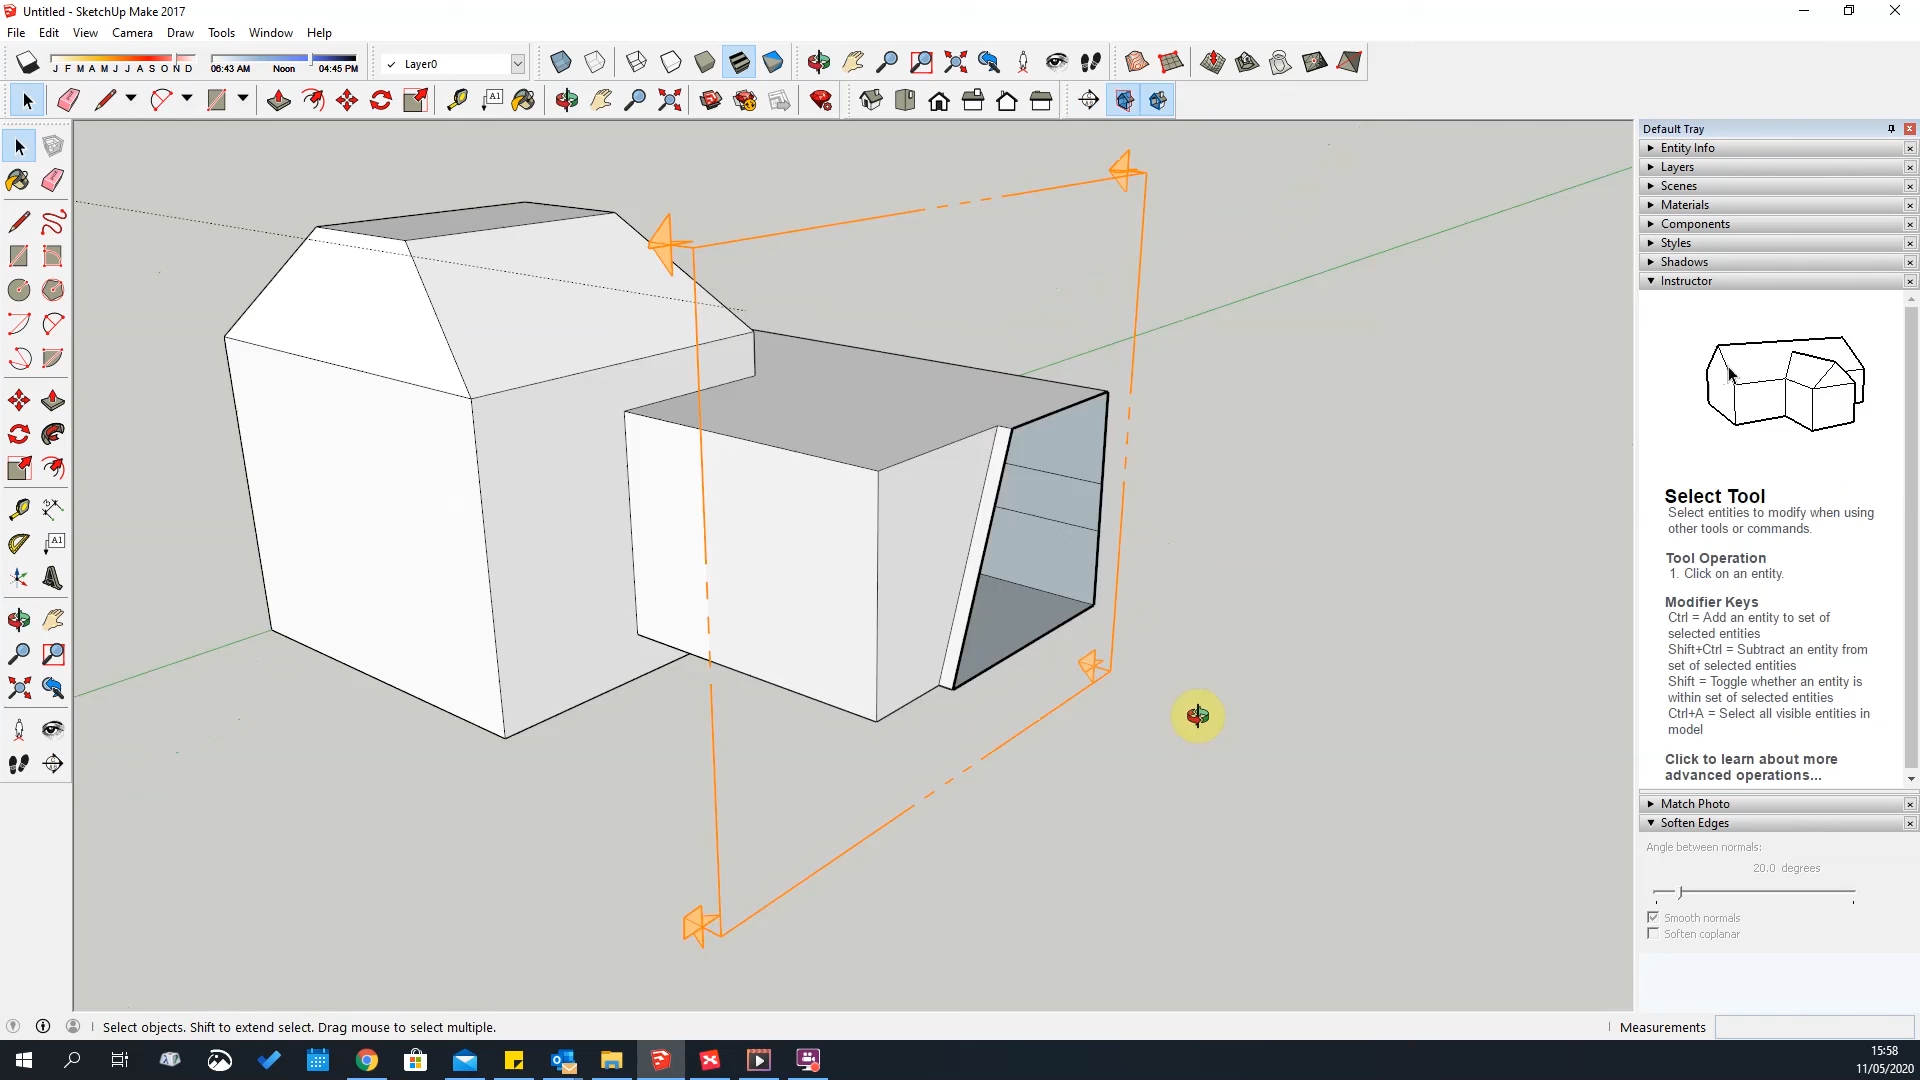 Untitled - SketchUp Make 2017
File Edit View Camera Draw Tools Window Help
J F M A M J J A S O N D
06:43 AM Noon 04:45 PM
✓ Layer0
A1
Default Tray
Entity Info
Layers
Scenes
Materials
Components
Styles
Shadows
Instructor
A1
Select Tool
Select entities to modify when using
other tools or commands.
Tool Operation
1. Click on an entity.
Modifier Keys
Ctrl = Add an entity to set of
selected entities
Shift+Ctrl = Subtract an entity from
set of selected entities
Shift = Toggle whether an entity is
within set of selected entities
Ctrl+A = Select all visible entities in
model
Click to learn about more
advanced operations...
Match Photo
Soften Edges
Angle between normals:
20.0 degrees
Smooth normals
Soften coplanar
Select objects. Shift to extend select. Drag mouse to select multiple.
Measurements
15:58
11/05/2020